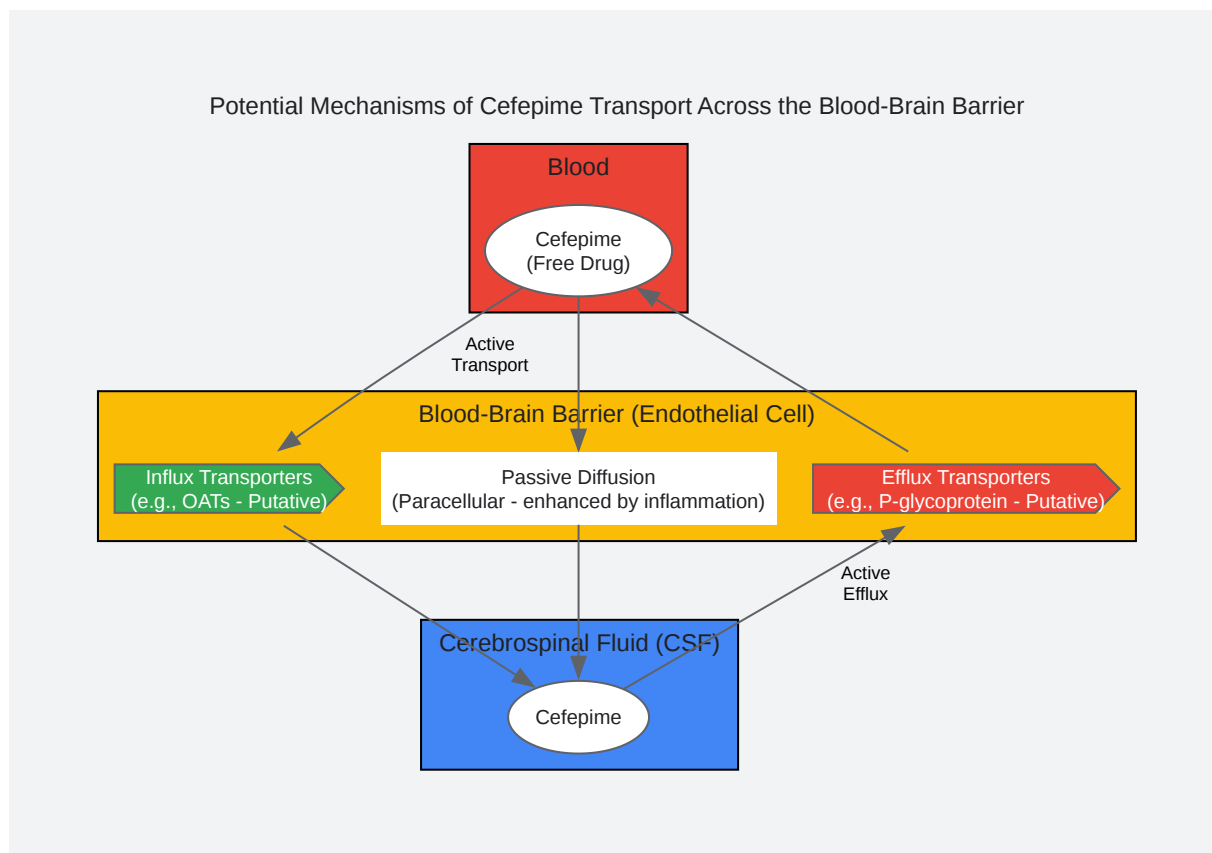 Potential Mechanisms of Cefepime Transport Across the Blood-Brain Barrier
Blood
Cefepime
(Free Drug)
Active
Transport
Blood-Brain Barrier (Endothelial Cell)
Influx Transporters
(e.g., OATs - Putative)
Passive Diffusion
(Paracellular - enhanced by inflammation)
Efflux Transporters
(e.g., P-glycoprotein - Putative)
Active
Efflux
Cerebrospinal Fluid (CSF)
Cefepime